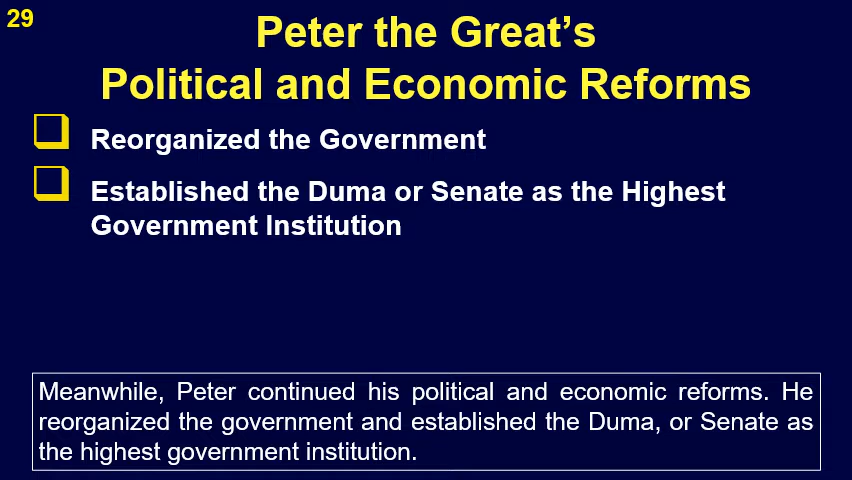 29
Peter the Great's
Political and Economic Reforms
Reorganized the Government
Established the Duma or Senate as the Highest
Government Institution
Meanwhile, Peter continued his political and economic reforms. He
reorganized the government and established the Duma, or Senate as
the highest government institution.